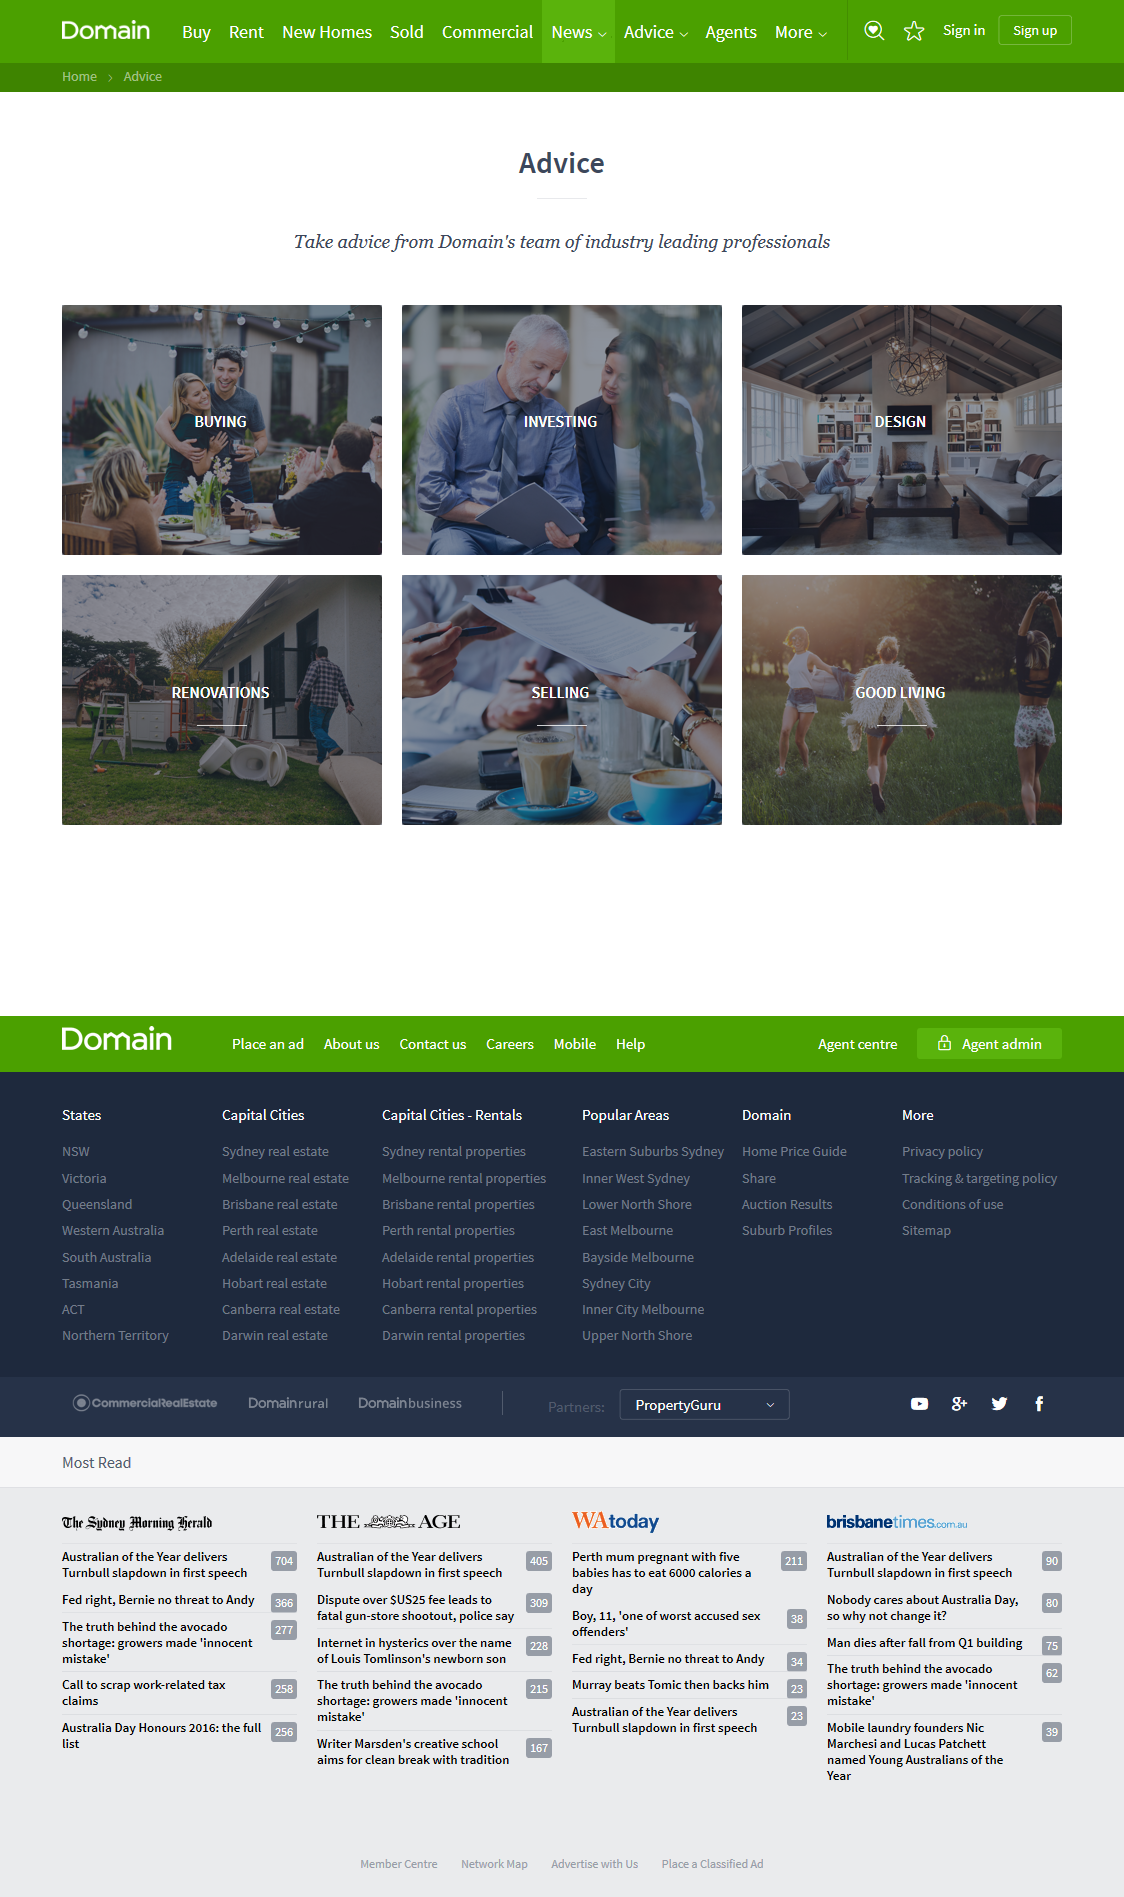 Domain
Buy Rent New Homes Sold Commercial News Advice Agents More Sign in Sign up
Home Advice
Advice
Take advice from Domain's team of industry leading professionals
BUYING INVESTING DESIGN
RENOVATIONS SELLING GOOD LIVING
Domain Place an ad About us Contact us Careers Mobile Help Agent centre Agent admin
States
NSW
Victoria
Queensland
Western Australia
South Australia
Tasmania
ACT
Northern Territory
Capital Cities
Sydney real estate
Melbourne real estate
Brisbane real estate
Perth real estate
Adelaide real estate
Hobart real estate
Canberra real estate
Darwin real estate
Capital Cities - Rentals
Sydney rental properties
Melbourne rental properties
Brisbane rental properties
Perth rental properties
Adelaide rental properties
Hobart rental properties
Canberra rental properties
Darwin rental properties
Popular Areas
Eastern Suburbs Sydney
Inner West Sydney
Lower North Shore
East Melbourne
Bayside Melbourne
Sydney City
Inner City Melbourne
Upper North Shore
Domain
Home Price Guide
Share
Auction Results
Suburb Profiles
More
Privacy policy
Tracking & targeting policy
Conditions of use
Sitemap
CommercialRealEstate Domainrural Domainbusiness Partners: PropertyGuru
Most Read
The Sydney Morning Herald
Australian of the Year delivers 704
Turnbull slapdown in first speech
Fed right, Bernie no threat to Andy 366
The truth behind the avocado 277
shortage: growers made 'innocent
mistake'
Call to scrap work-related tax 258
claims
Australia Day Honours 2016: the full 256
list
THE AGE
Australian of the Year delivers 405
Turnbull slapdown in first speech
Dispute over $US25 fee leads to 309
fatal gun-store shootout, police say
Internet in hysterics over the name 228
of Louis Tomlinson's newborn son
The truth behind the avocado 215
shortage: growers made 'innocent
mistake'
Writer Marsden's creative school 167
aims for clean break with tradition
WAtoday
Perth mum pregnant with five 211
babies has to eat 6000 calories a
day
Boy, 11, 'one of worst accused sex 38
offenders'
Fed right, Bernie no threat to Andy 34
Murray beats Tomic then backs him 23
Australian of the Year delivers 23
Turnbull slapdown in first speech
brisbanetimes.com.au
Australian of the Year delivers 90
Turnbull slapdown in first speech
Nobody cares about Australia Day, 80
so why not change it?
Man dies after fall from Q1 building 75
The truth behind the avocado 62
shortage: growers made 'innocent
mistake'
Mobile laundry founders Nic 39
Marchesi and Lucas Patchett
named Young Australians of the
Year
Member Centre Network Map Advertise with Us Place a Classified Ad